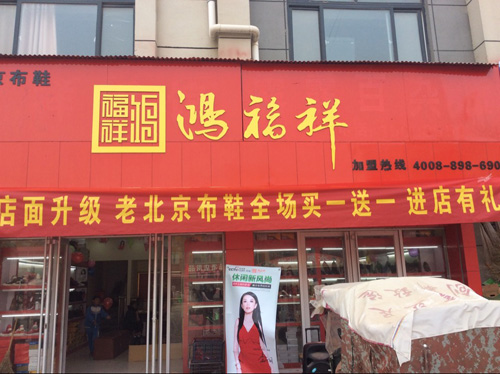 京布鞋
鸿福祥
鸿福祥
加盟热线 4008-898-690
店面升级 老北京布鞋全场买一送一 进店有礼
休闲新风尚